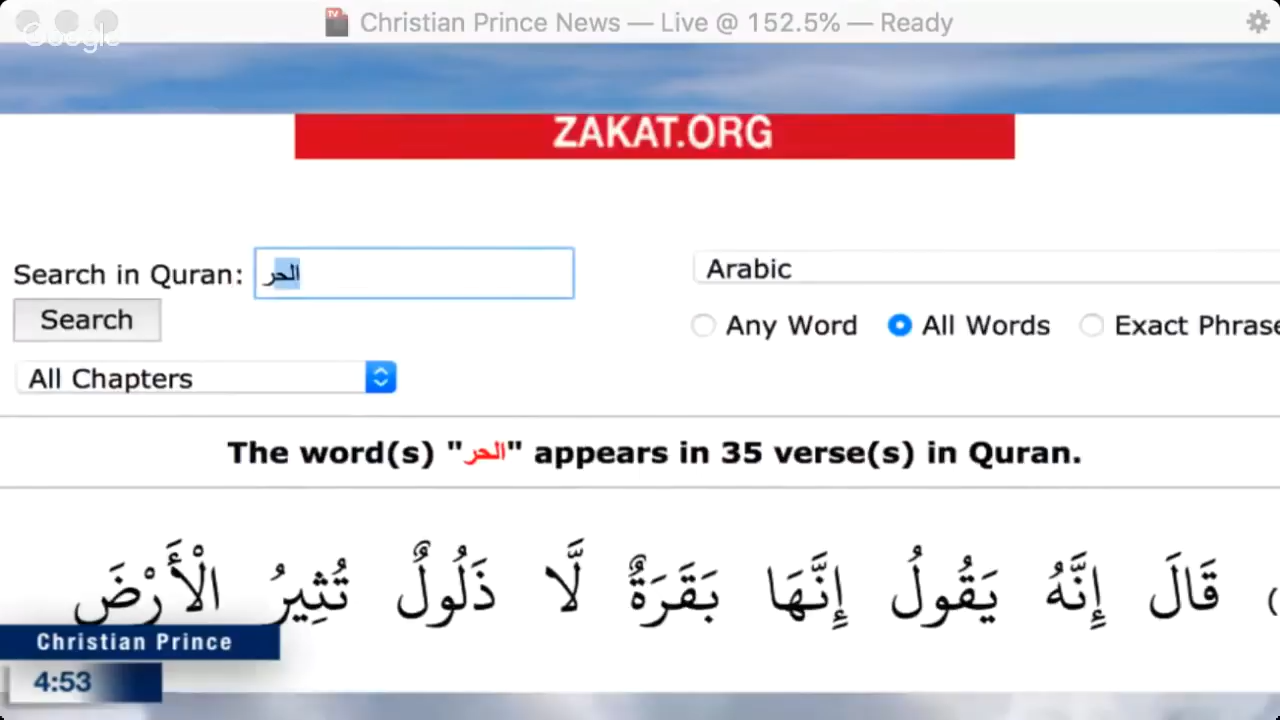 Christian Prince News — Live @ 152.5% — Ready
Google
ZAKAT.ORG
Search in Quran: الحر
Arabic
Search
Any Word All Words Exact Phrase
All Chapters
The word(s) "الحر" appears in 35 verse(s) in Quran.
قَالَ إِنَّهُ يَقُولُ إِنَّهَا بَقَرَةٌ لَّا ذَلُولٌ تُثِيرُ الْأَرْضَ
Christian Prince
4:53